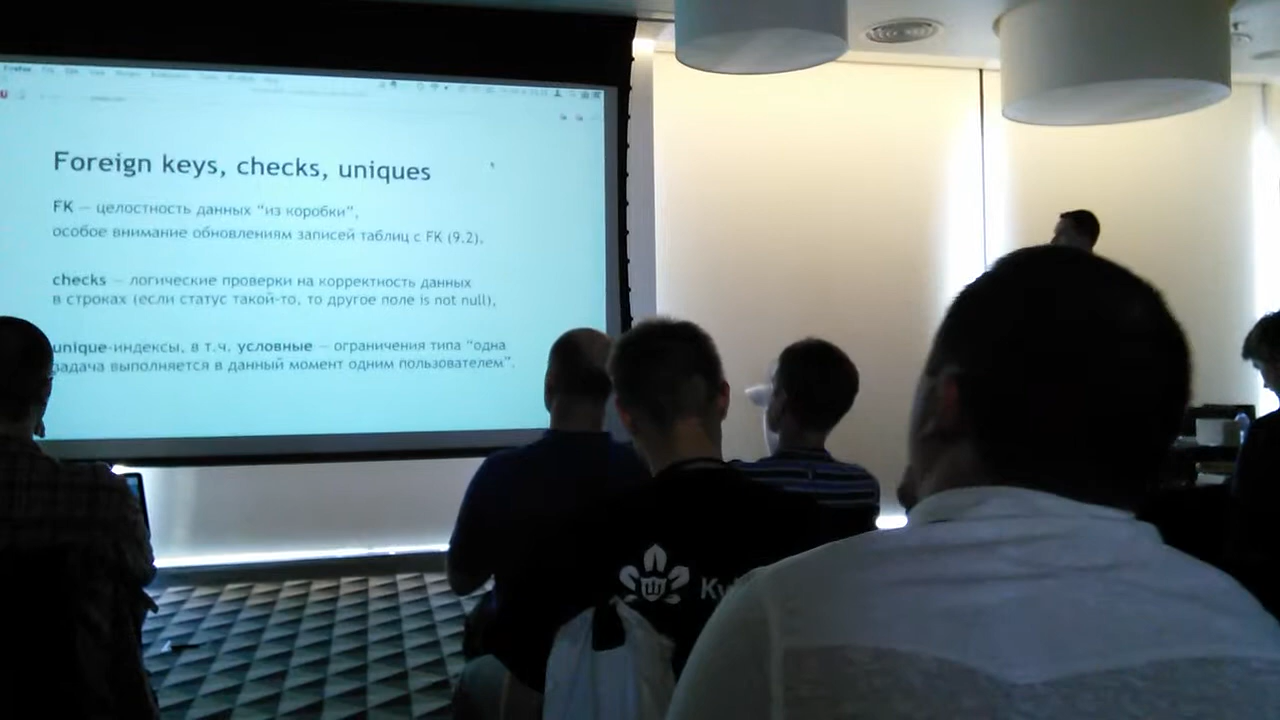 Firefox
Foreign keys, checks, uniques
FK — целостность данных “из коробки”,
особое внимание обновлениям записей таблиц с FK (9.2),
checks — логические проверки на корректность данных
в строках (если статус такой-то, то другое поле is not null),
unique-индексы, в т.ч. условные — ограничения типа “одна
задача выполняется в данный момент одним пользователем”.